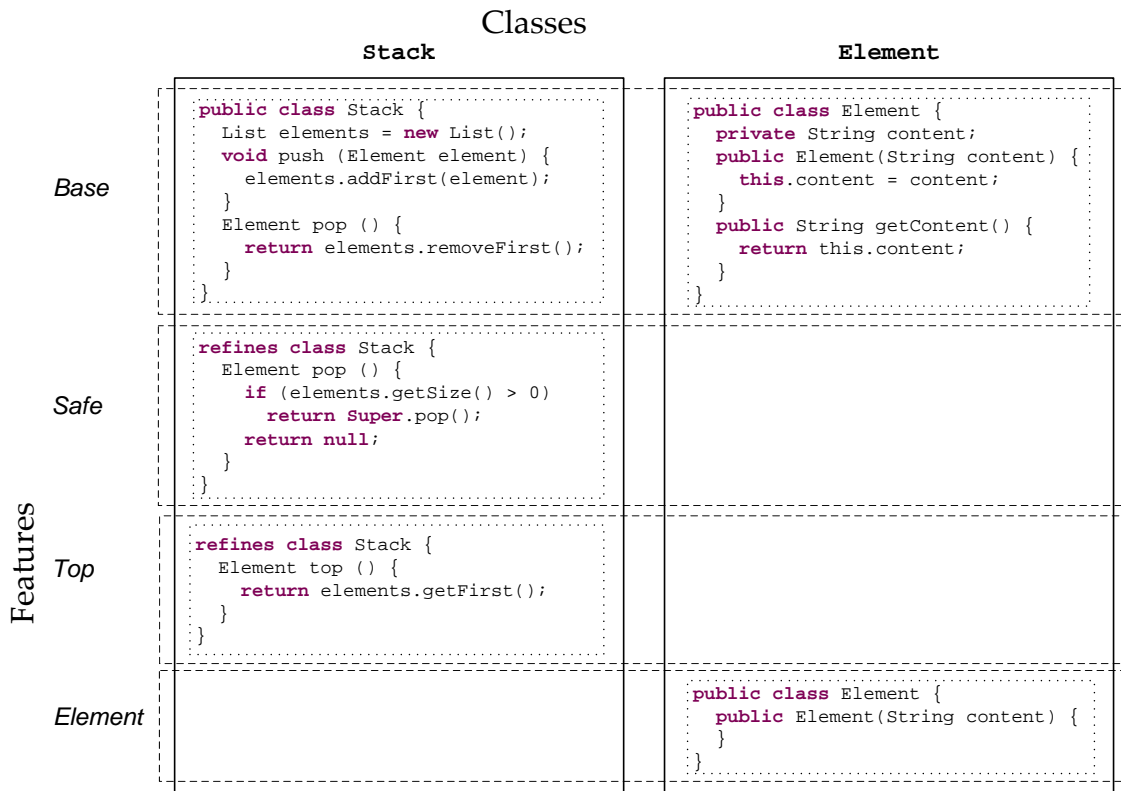 Classes
Stack
Element
Features
Base
public class Stack {
  List elements = new List();
  void push (Element element) {
    elements.addFirst(element);
  }
  Element pop () {
    return elements.removeFirst();
  }
}
public class Element {
  private String content;
  public Element(String content) {
    this.content = content;
  }
  public String getContent() {
    return this.content;
  }
}
Safe
refines class Stack {
  Element pop () {
    if (elements.getSize() > 0)
      return Super.pop();
    return null;
  }
}
Top
refines class Stack {
  Element top () {
    return elements.getFirst();
  }
}
Element
public class Element {
  public Element(String content) {
  }
}